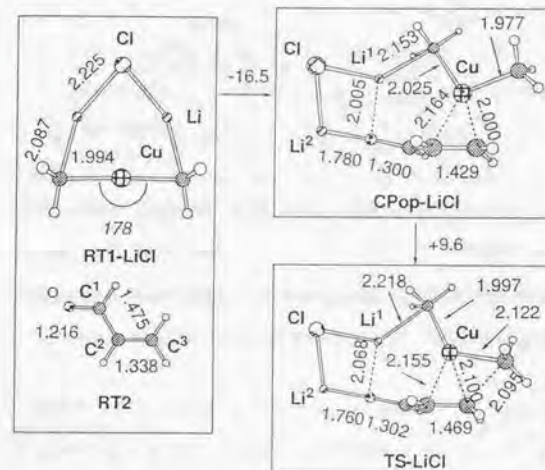 Cl
2.225
Li
2.087
1.994
Cu
178
RT1-LiCl
O
C1
1.475
1.216
C2
C3
1.338
RT2
-16.5
Cl
Li1
2.153
1.977
Cu
2.005
2.025
2.164
2.000
Li2
1.780
1.300
1.429
CPop-LiCl
+9.6
2.218
1.997
Li1
2.122
Cl
Cu
2.068
2.155
2.100
2.095
Li2
1.760
1.302
1.469
TS-LiCl